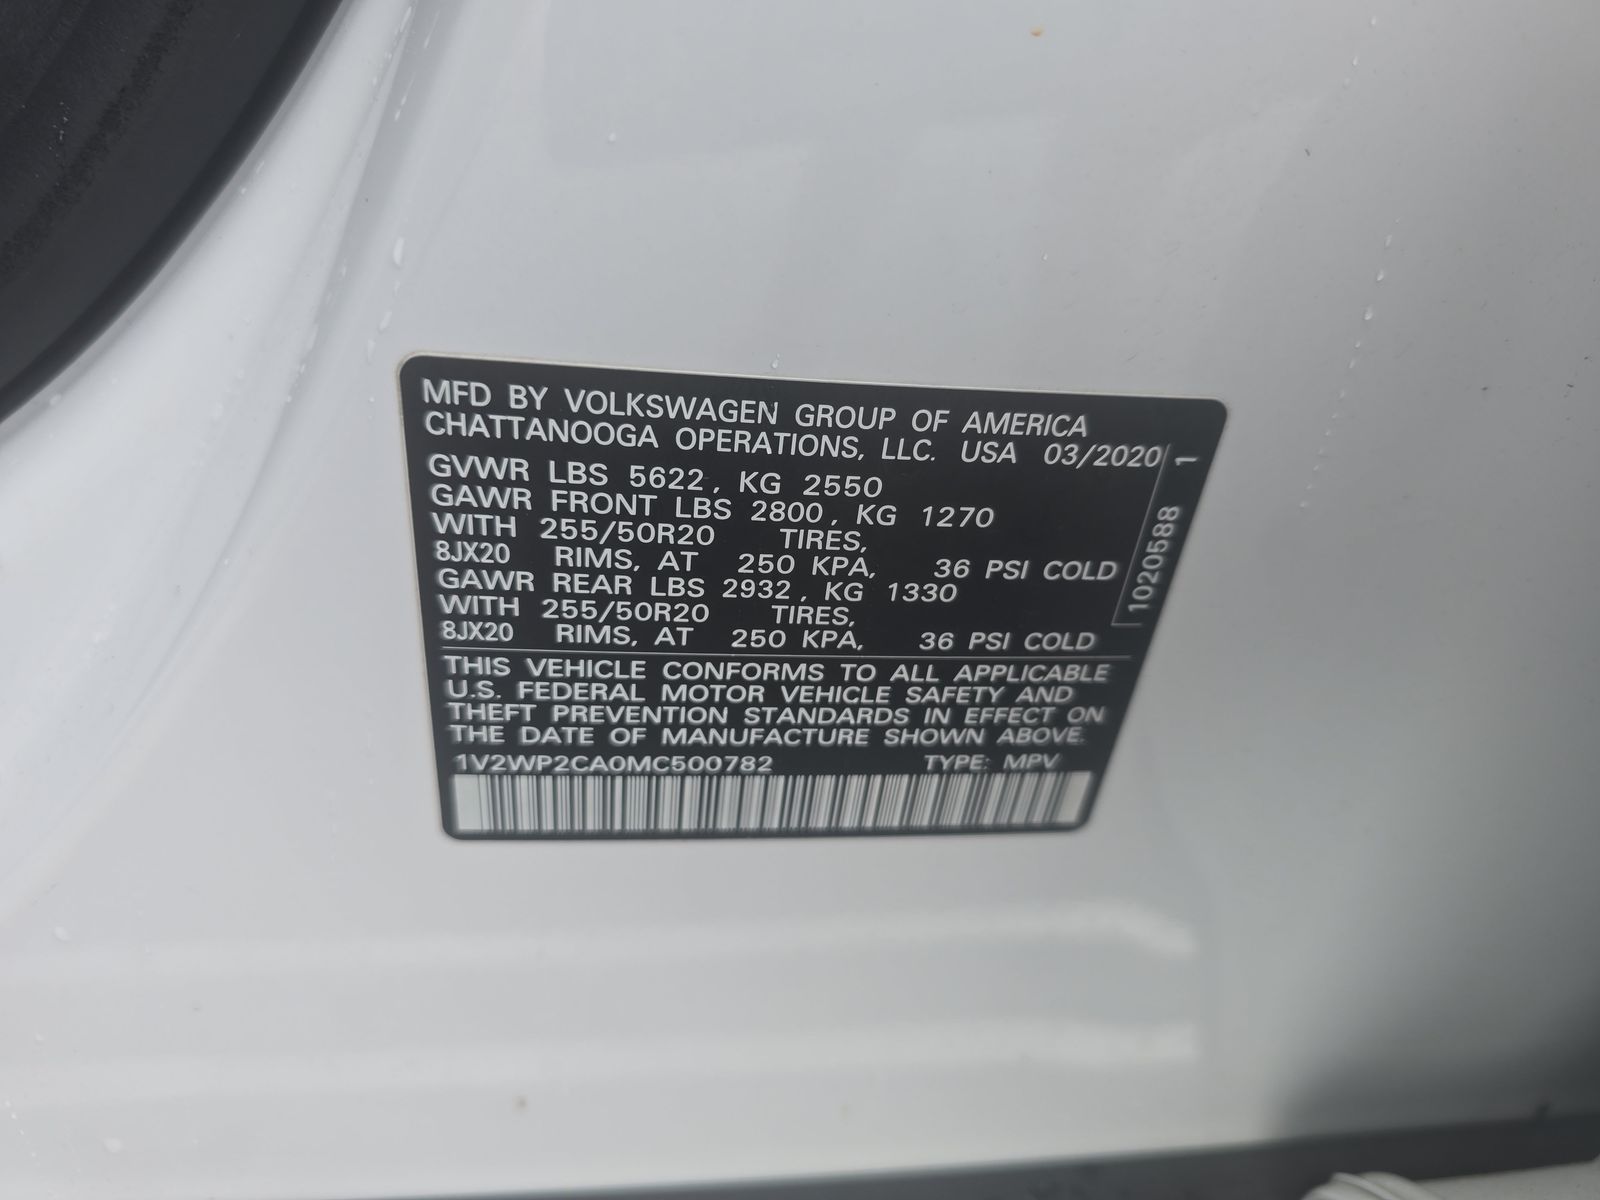 MFD BY VOLKSWAGEN GROUP OF AMERICA
CHATTANOOGA OPERATIONS, LLC. USA 03/2020
GVWR LBS 5622, KG 2550
GAWR FRONT LBS 2800, KG 1270
WITH 255/50R20 TIRES,
8JX20 RIMS, AT 250 KPA, 36 PSI COLD
GAWR REAR LBS 2932, KG 1330
WITH 255/50R20 TIRES,
8JX20 RIMS, AT 250 KPA, 36 PSI COLD
1020588 1
THIS VEHICLE CONFORMS TO ALL APPLICABLE
U.S. FEDERAL MOTOR VEHICLE SAFETY AND
THEFT PREVENTION STANDARDS IN EFFECT ON
THE DATE OF MANUFACTURE SHOWN ABOVE.
1V2WP2CA0MC500782 TYPE: MPV